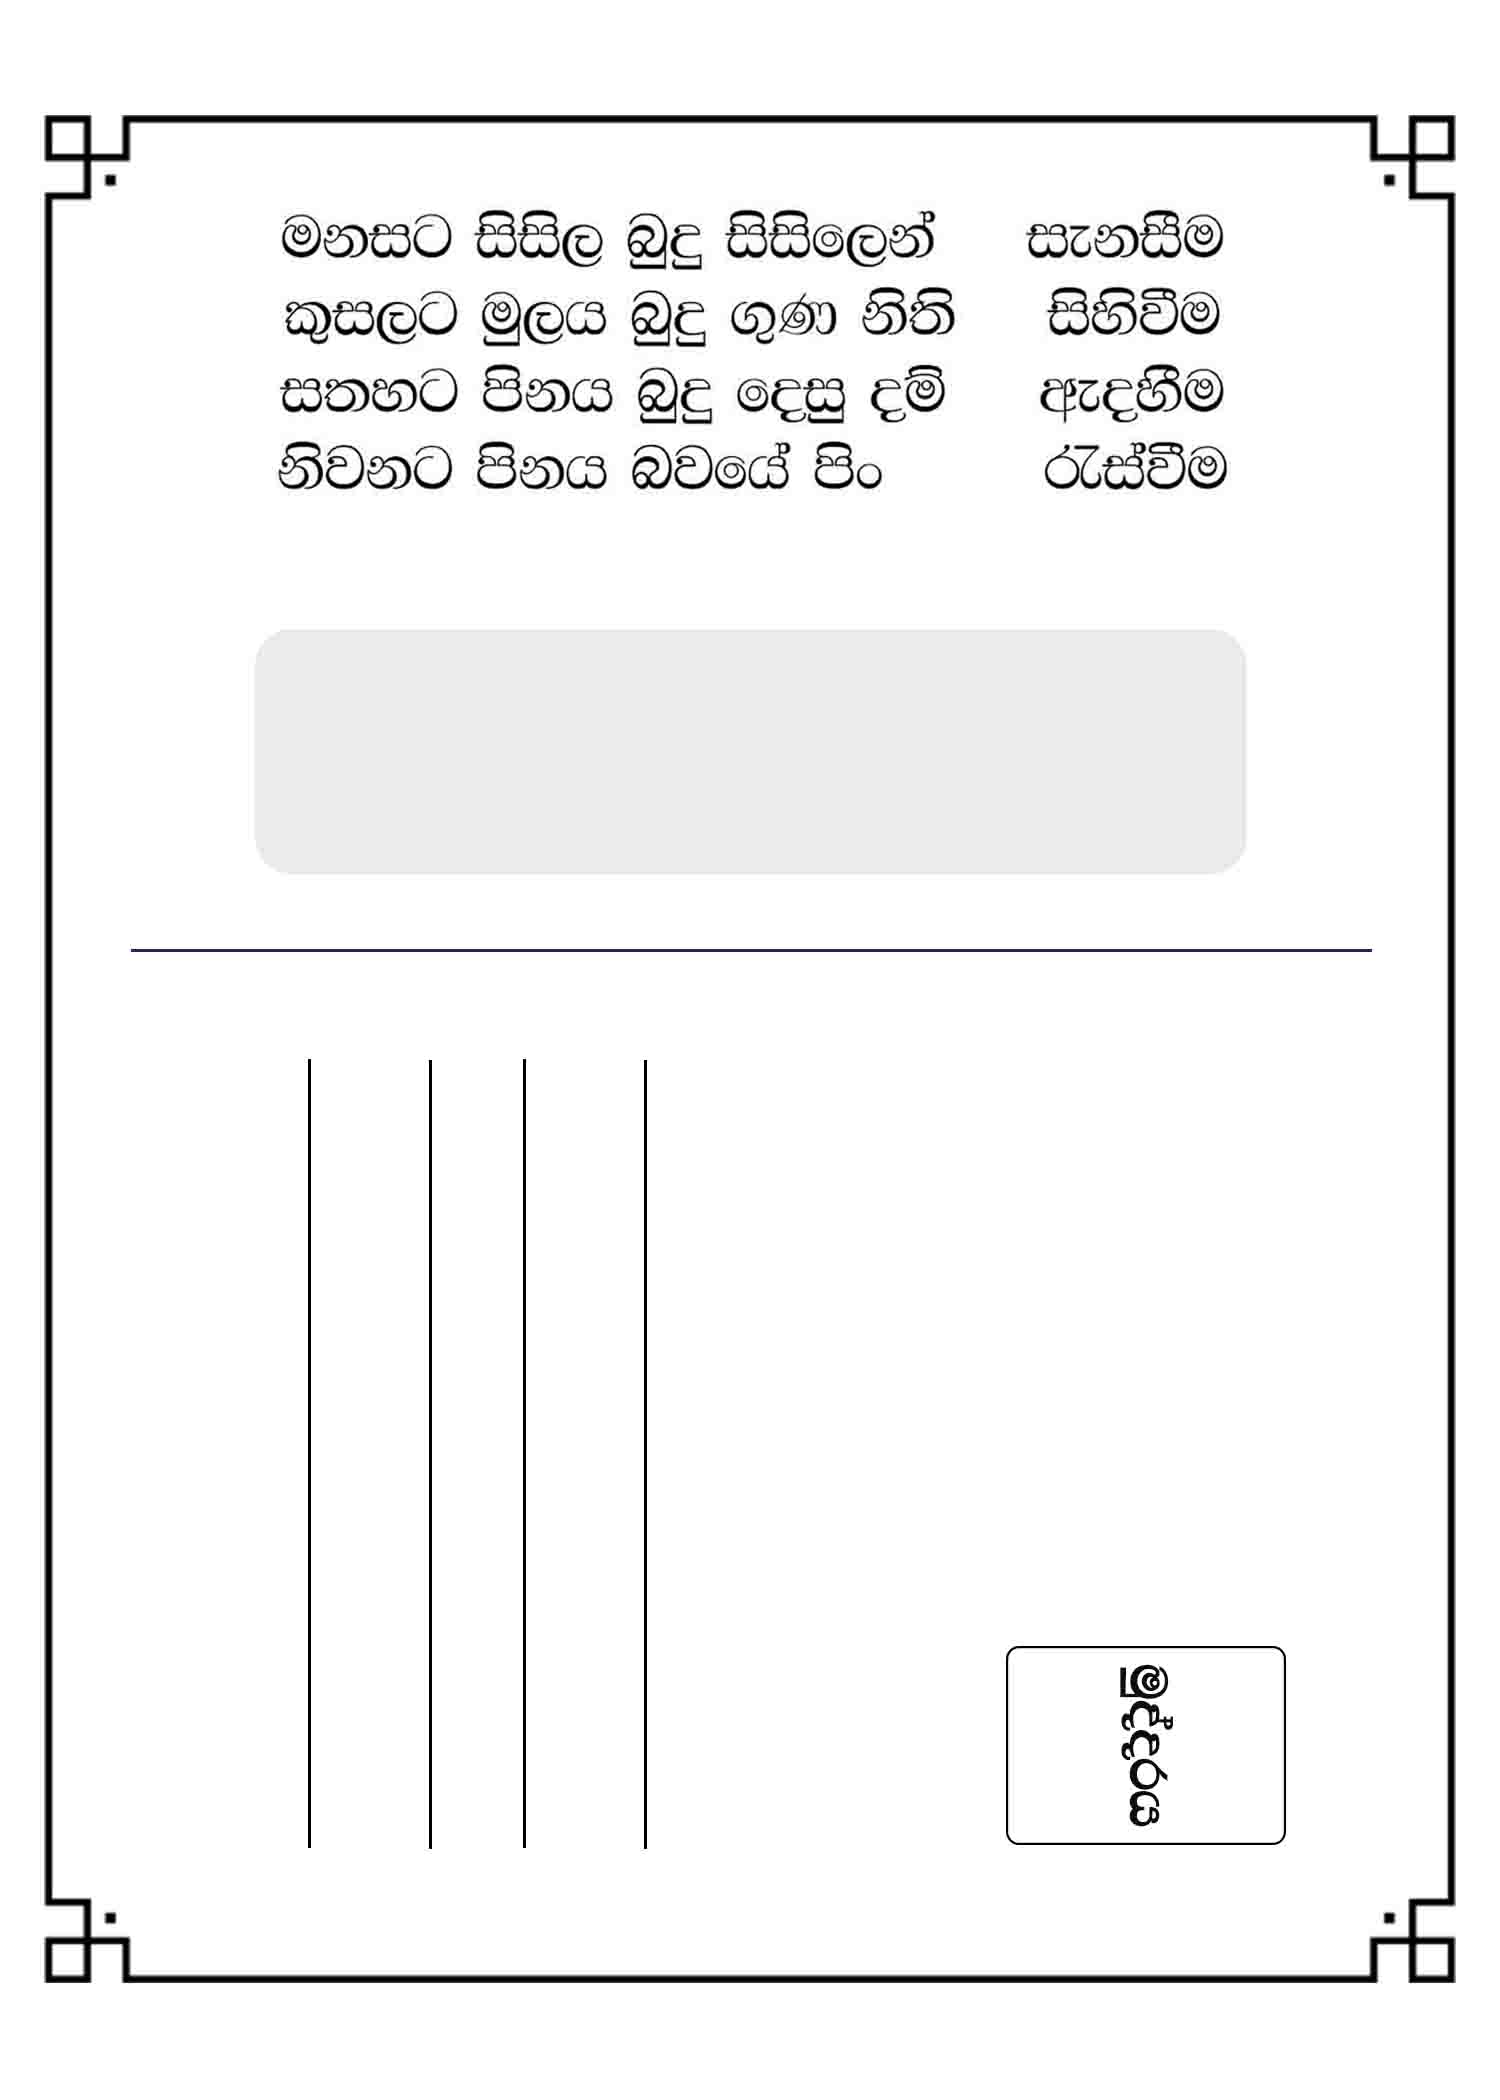 මනසට සිසිල බුදු සිසිලෙන් සැනසීම
කුසලට මුලය බුදු ගුණ නිති සිහිවීම
සතහට පිනය බුදු දෙසු දම් ඇදහීම
නිවනට පිනය බවයේ පිං රැස්වීම
මුද්දරය